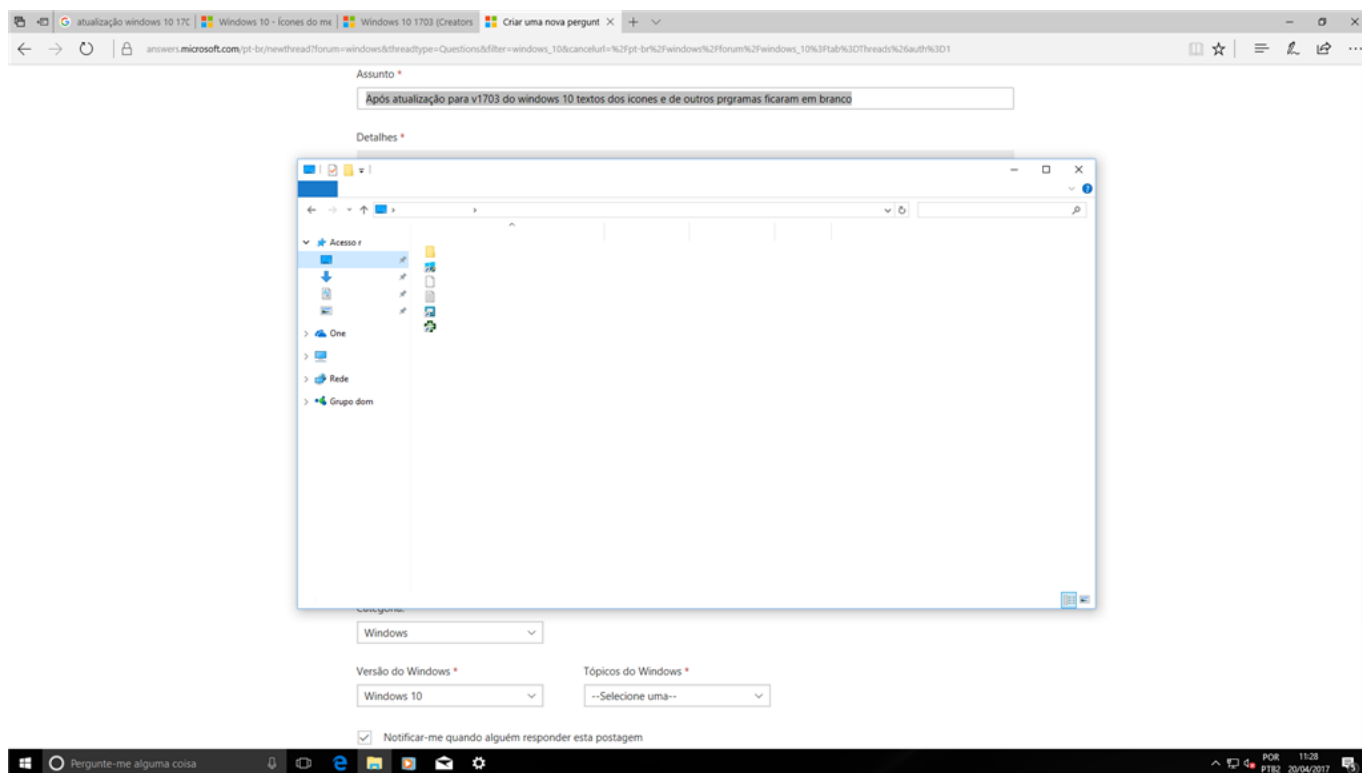 atualização windows 10 170
Windows 10 - Ícones do me
Windows 10 1703 (Creators
Criar uma nova pergunt
answers.microsoft.com/pt-br/newthread?forum=windows&threadtype=Questions&filter=windows_10&cancelurl=%2Fpt-br%2Fwindows%2Fforum%2Fwindows_10%3Ftab%3DThreads%26auth%3D1
Assunto *
Após atualização para v1703 do windows 10 textos dos icones e de outros prgramas ficaram em branco
Detalhes *
Acesso r
One
Rede
Grupo dom
Categoria:
Windows
Versão do Windows *
Tópicos do Windows *
Windows 10
--Selecione uma--
Notificar-me quando alguém responder esta postagem
Pergunte-me alguma coisa
POR 11:28
PTB2 20/04/2017